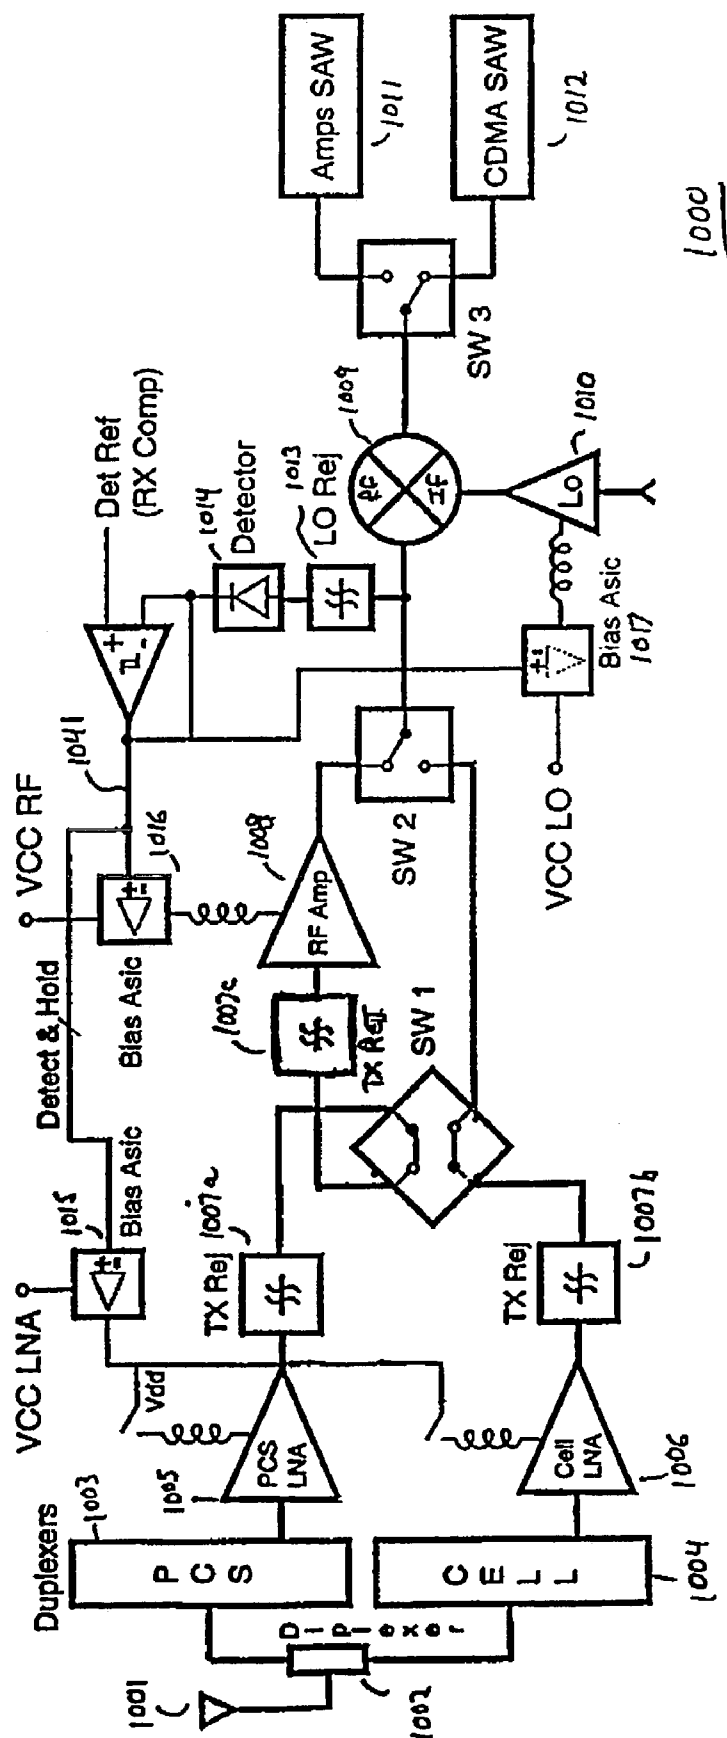 Amps SAW
1011
CDMA SAW
1012
1000
SW 3
Det Ref
(RX Comp)
1014
Detector
1013
LO Rej
1009
RF
IF
LO
1010
Bias Asic
1017
VCC LO
1041
VCC RF
1016
Bias Asic
Detect & Hold
1008
RF Amp
SW 2
1007c
TX Rej
SW 1
1015
Bias Asic
VCC LNA
Vdd
1007a
TX Rej
TX Rej
1007b
Duplexers
1003
PCS
1005
PCS
LNA
Cell
LNA
1006
CELL
1004
Diplexer
1001
1002